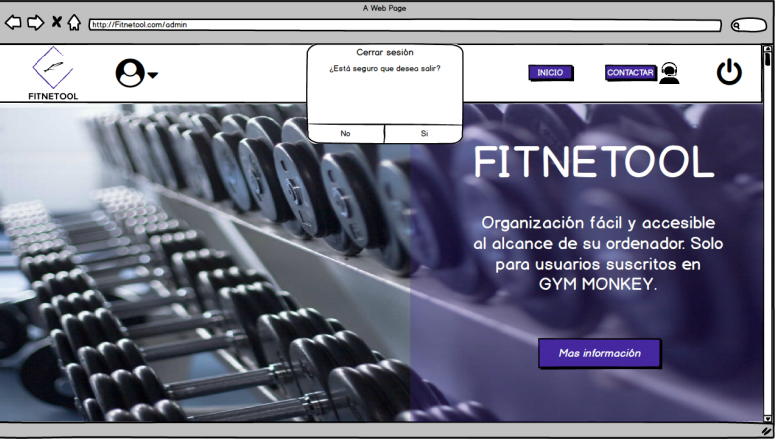 A Web Page
http://Fitnetool.com/admin
Cerrar sesión
¿Está seguro que desea salir?
No
Si
FITNETOOL
INICIO
CONTACTAR
FITNETOOL
Organización fácil y accesible
al alcance de su ordenador. Solo
para usuarios suscritos en
GYM MONKEY.
Mas información